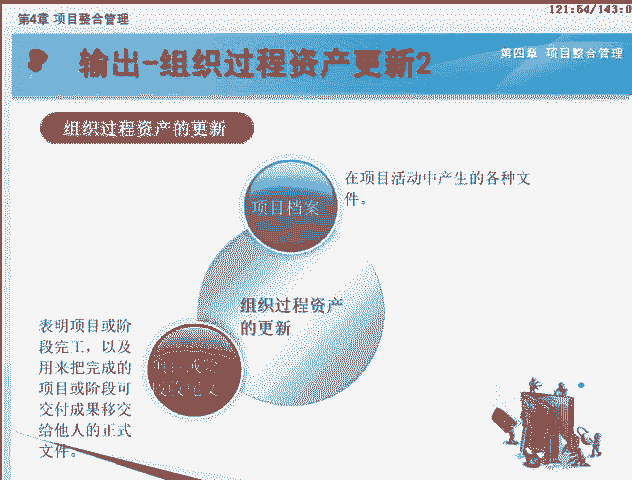 第4章 项目整合管理
121:54/143:0
输出-组织过程资产更新2
第四章 项目整合管理
组织过程资产的更新
项目档案
在项目活动中产生的各种文
件。
组织过程资产
的更新
表明项目或阶
段完工，以及
用来把完成的
项目或阶段可
交付成果移交
给他人的正式
文件。